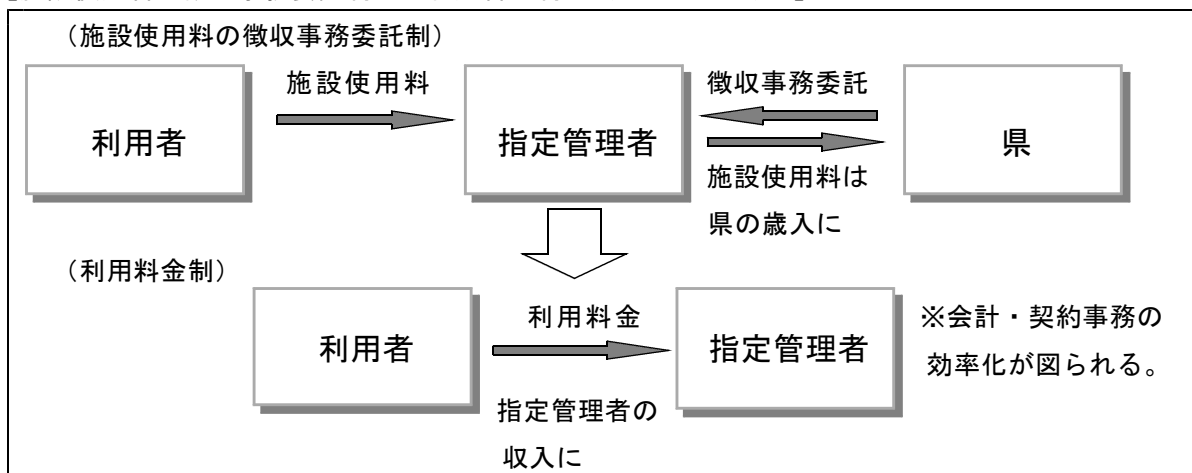 （施設使用料の徴収事務委託制）
施設使用料
徴収事務委託
利用者
指定管理者
県
施設使用料は
県の歳入に
（利用料金制）
利用料金
利用者
指定管理者
※会計・契約事務の
効率化が図られる。
指定管理者の
収入に